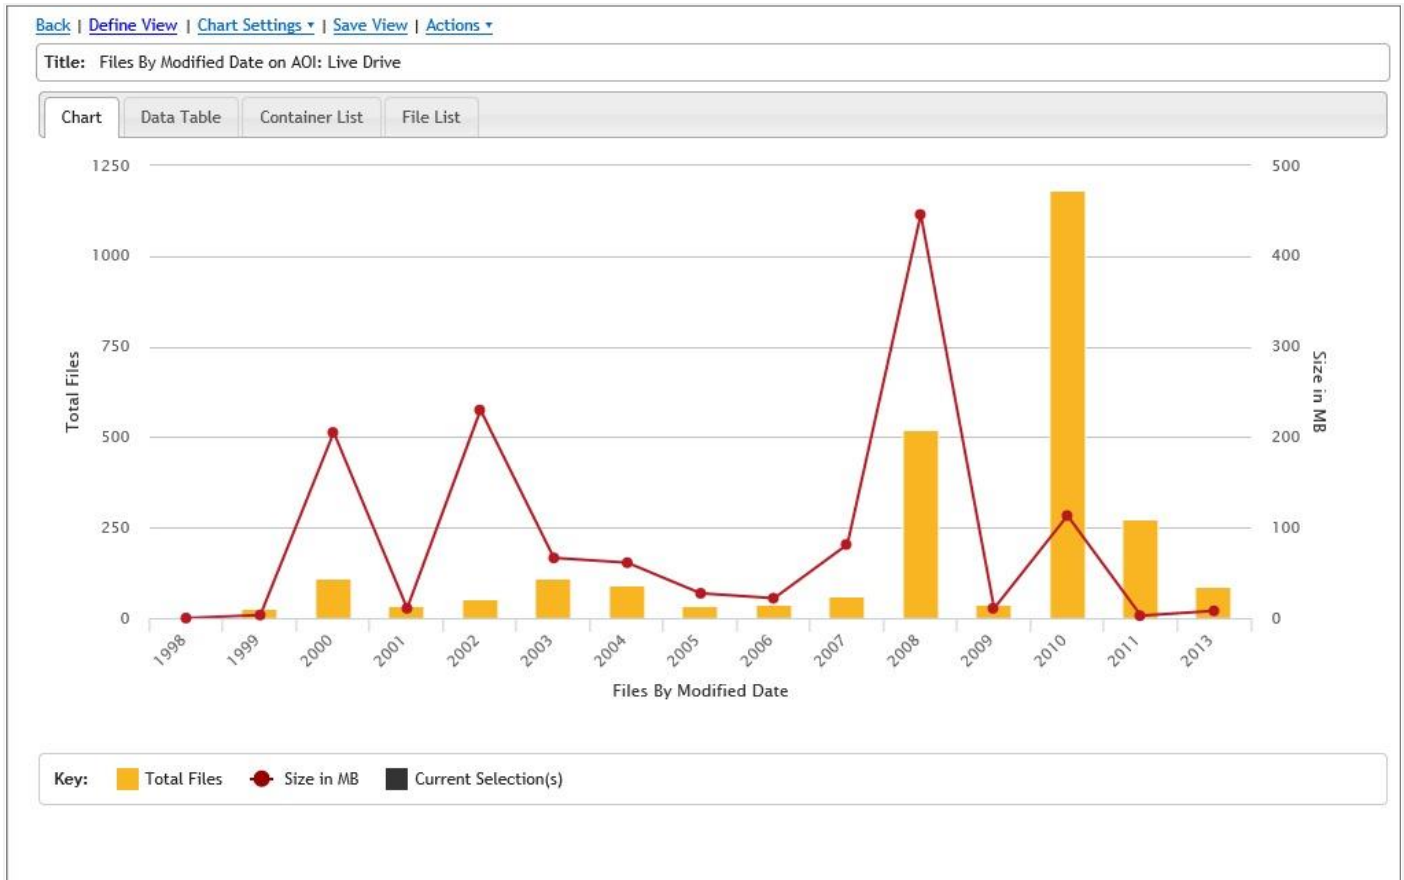 Back | Define View | Chart Settings ▾ | Save View | Actions ▾
Title: Files By Modified Date on AOI: Live Drive
Chart Data Table Container List File List
1250 500
1000 400
750 300
500 200
250 100
0 0
Total Files
Size in MB
1998 1999 2000 2001 2002 2003 2004 2005 2006 2007 2008 2009 2010 2011 2013
Files By Modified Date
Key: Total Files Size in MB Current Selection(s)